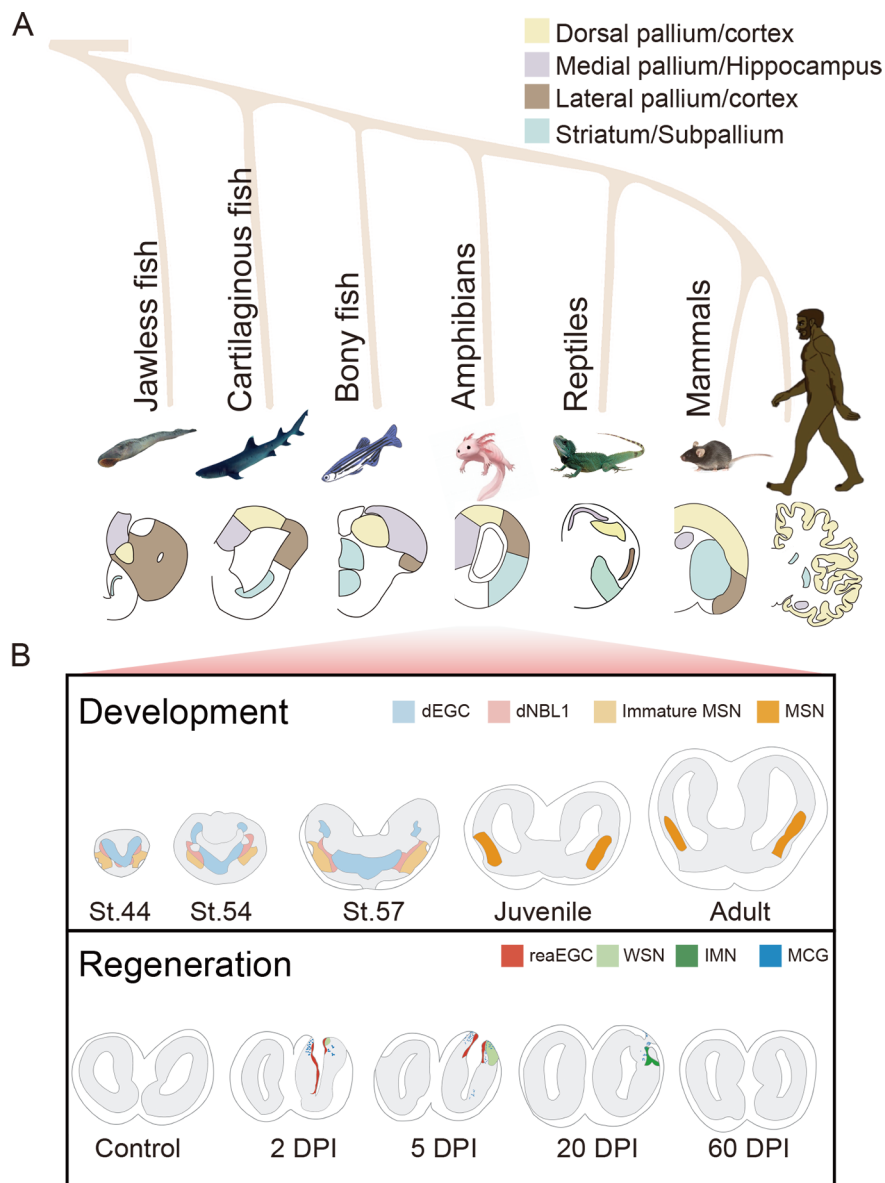 A
Dorsal pallium/cortex
Medial pallium/Hippocampus
Lateral pallium/cortex
Striatum/Subpallium
Jawless fish
Cartilaginous fish
Bony fish
Amphibians
Reptiles
Mammals
B
Development
dEGC dNBL1 Immature MSN MSN
St.44 St.54 St.57 Juvenile Adult
Regeneration
reaEGC WSN IMN MCG
Control 2 DPI 5 DPI 20 DPI 60 DPI